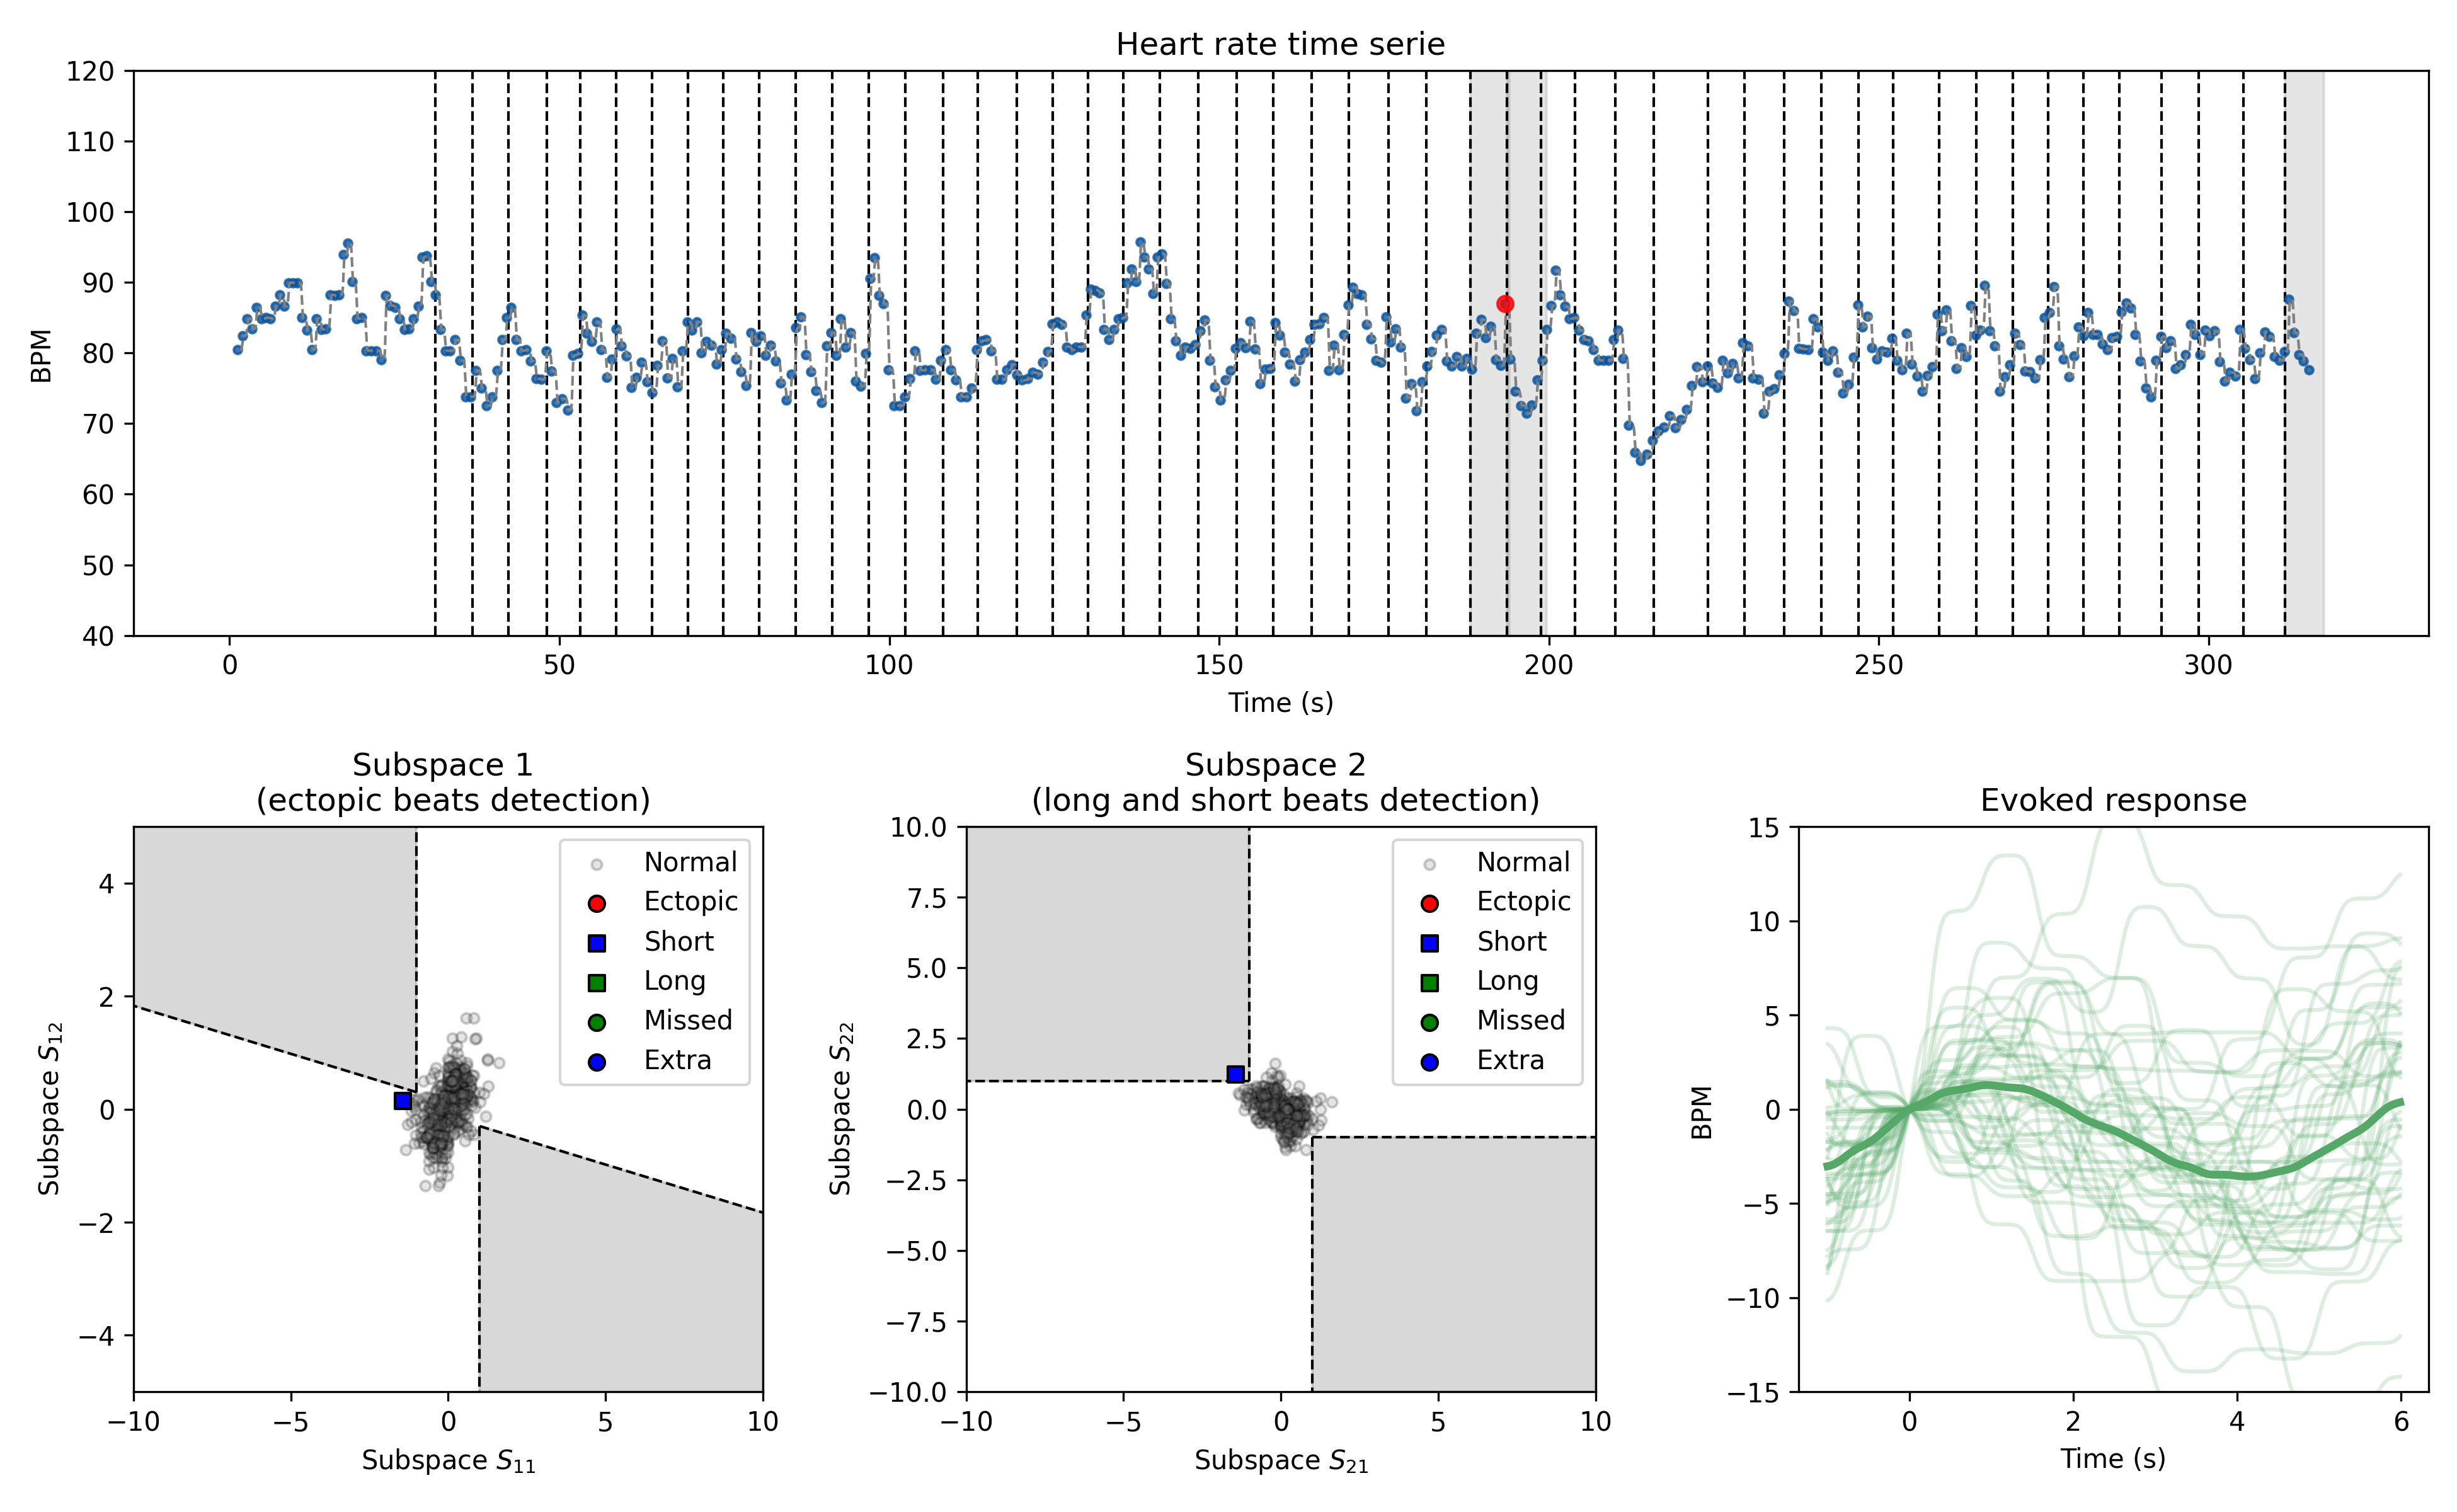 Heart rate time serie
120
110
100
90
80
70
60
50
40
BPM
0 50 100 150 200 250 300
Time (s)
Subspace 1
(ectopic beats detection)
4
2
0
−2
−4
Subspace S₁₂
−10 −5 0 5 10
Subspace S₁₁
Normal
Ectopic
Short
Long
Missed
Extra
Subspace 2
(long and short beats detection)
10.0
7.5
5.0
2.5
0.0
−2.5
−5.0
−7.5
−10.0
Subspace S₂₂
−10 −5 0 5 10
Subspace S₂₁
Normal
Ectopic
Short
Long
Missed
Extra
Evoked response
15
10
5
0
−5
−10
−15
BPM
0 2 4 6
Time (s)